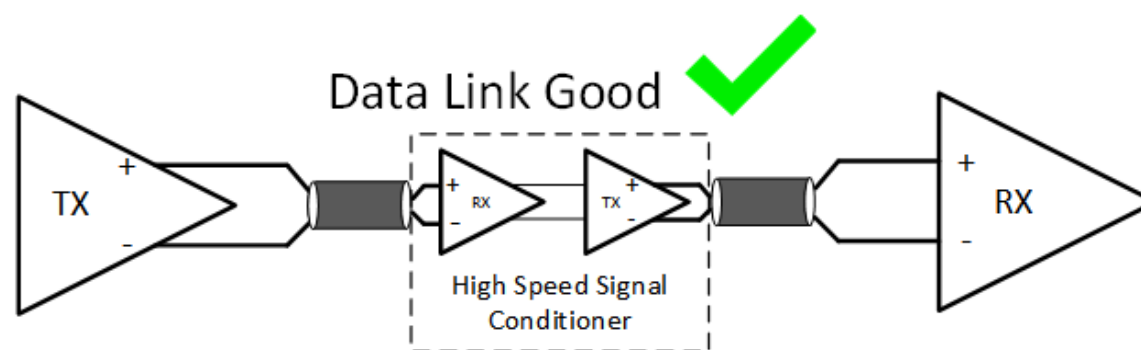 Data Link Good
TX
+
-
+
-
RX
TX
+
-
RX
+
-
High Speed Signal
Conditioner